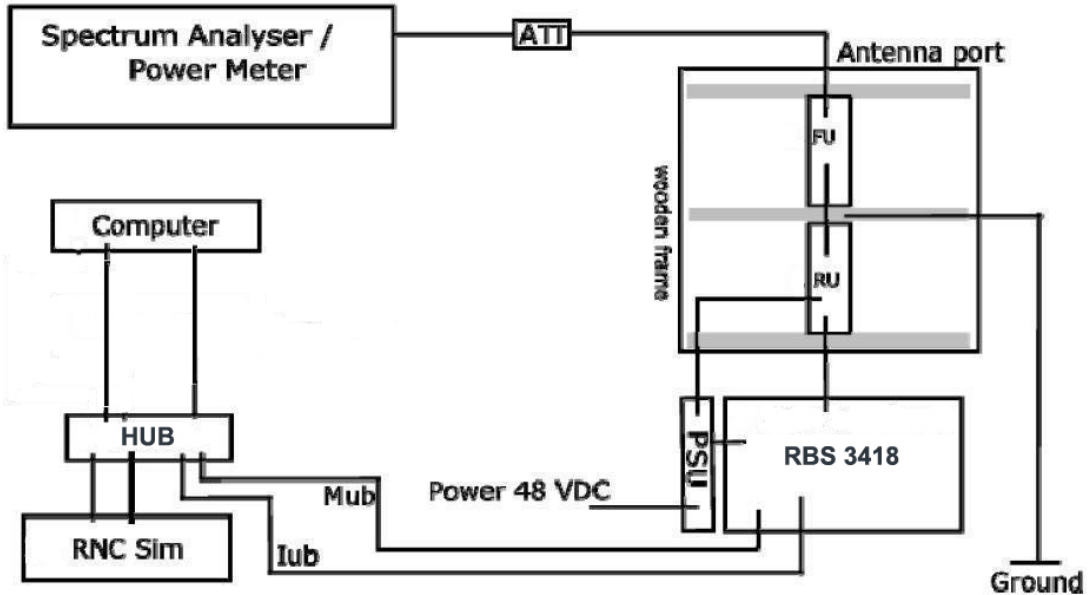 Spectrum Analyser /
Power Meter
ATT
Antenna port
FU
wooden frame
Computer
RU
HUB
PSU
RBS 3418
Mub
Power 48 VDC
RNC Sim
Iub
Ground